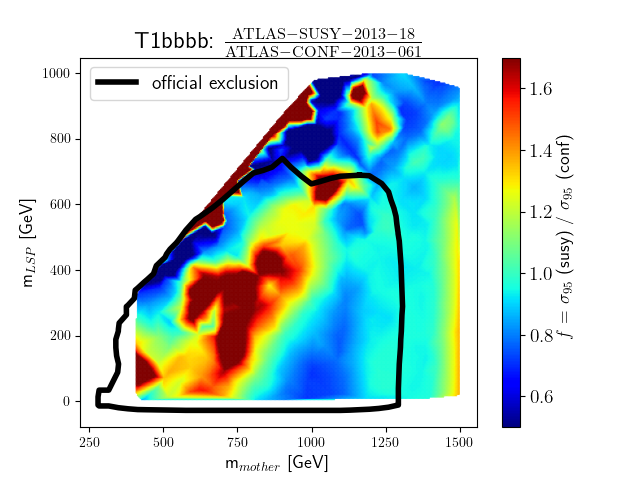 T1bbbb: ATLAS−SUSY−2013−18
ATLAS−CONF−2013−061
official exclusion
1000
800
600
400
200
0
m_LSP [GeV]
250 500 750 1000 1250 1500
m_mother [GeV]
1.6
1.4
1.2
1.0
0.8
0.6
f = σ95 (susy) / σ95 (conf)